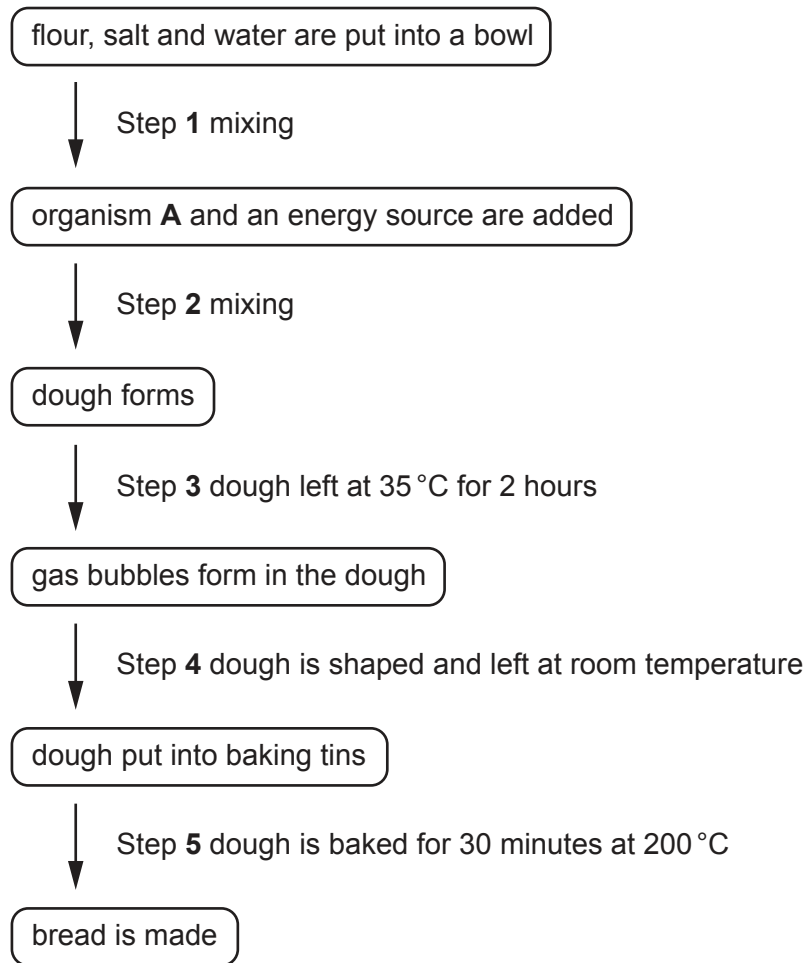 flour, salt and water are put into a bowl
Step 1 mixing
organism A and an energy source are added
Step 2 mixing
dough forms
Step 3 dough left at 35 °C for 2 hours
gas bubbles form in the dough
Step 4 dough is shaped and left at room temperature
dough put into baking tins
Step 5 dough is baked for 30 minutes at 200 °C
bread is made